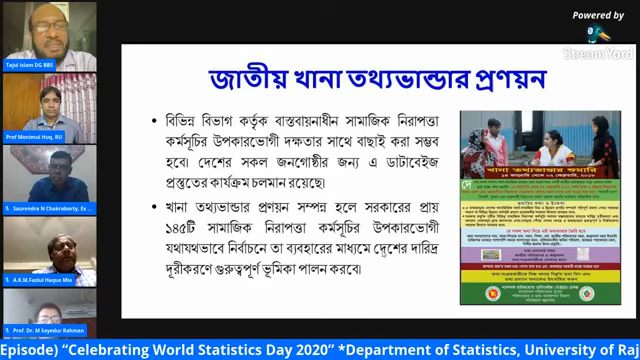 Powered by
StreamYard
Tajul Islam DG BBS
Prof Monimul Huq, RU
Saurendra N Chakraborty, Ex
A.K.M.Fazlul Haque Mia
Prof. Dr. M Sayedur Rahman
জাতীয় খানা তথ্যভান্ডার প্রণয়ন
• বিভিন্ন বিভাগ কর্তৃক বাস্তবায়নাধীন সামাজিক নিরাপত্তা
কর্মসূচির উপকারভোগী দক্ষতার সাথে বাছাই করা সম্ভব
হবে। দেশের সকল জনগোষ্ঠীর জন্য এ ডাটাবেইজ
প্রস্তুতের কার্যক্রম চলমান রয়েছে।
• খানা তথ্যভান্ডার প্রণয়ন সম্পন্ন হলে সরকারের প্রায়
১৪৫টি সামাজিক নিরাপত্তা কর্মসূচির উপকারভোগী
যথাযথভাবে নির্বাচন তা ব্যবহারের মাধ্যমে দেশের দারিদ্র
দূরীকরণে গুরুত্বপূর্ণ ভূমিকা পালন করবে।
খানা তথ্যভান্ডার শুমারি
Episode) “Celebrating World Statistics Day 2020” *Department of Statistics, University of Raj